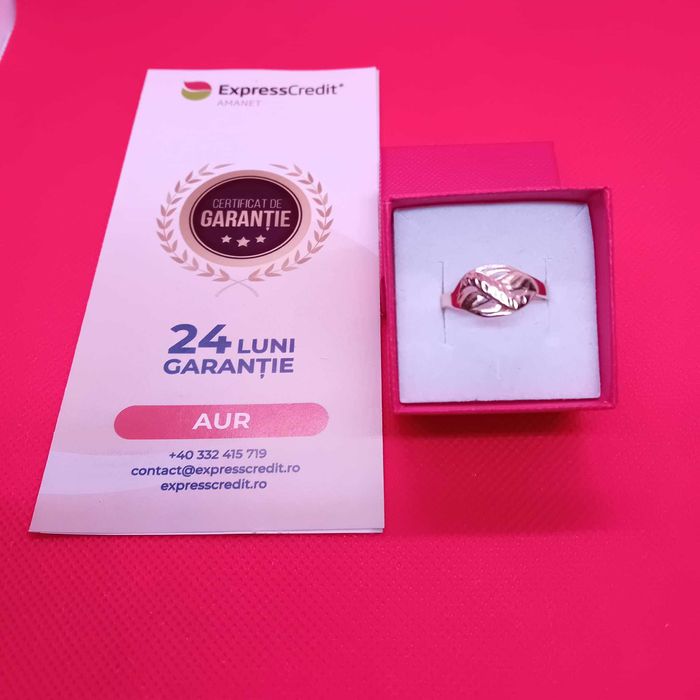 ExpressCredit®
AMANET
CERTIFICAT DE
GARANȚIE
24 LUNI
GARANȚIE
AUR
+40 332 415 719
contact@expresscredit.ro
expresscredit.ro